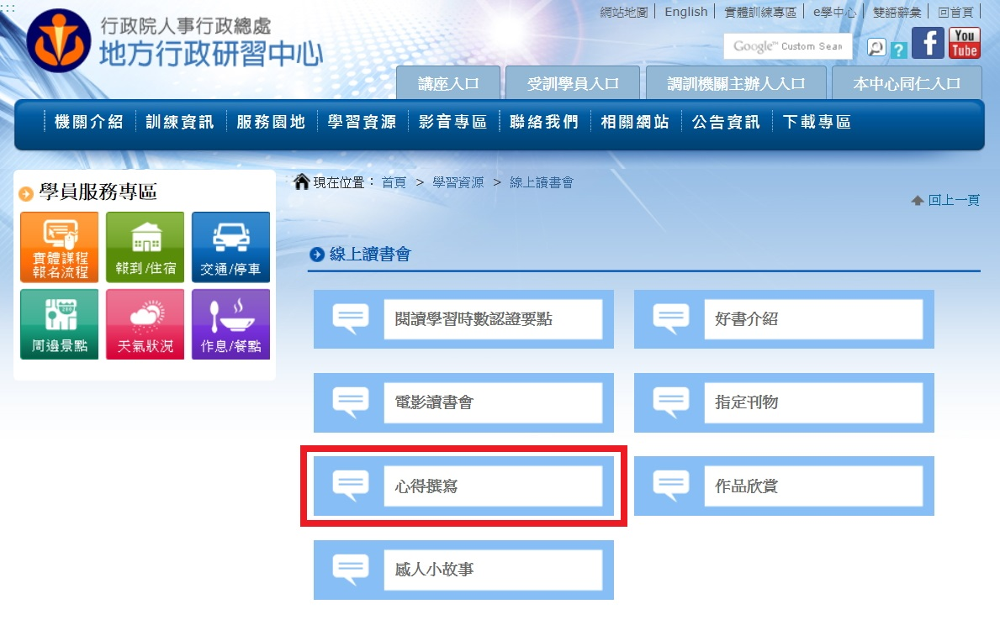 網站地圖 English 實體訓練專區 e學中心 雙語辭彙 回首頁
行政院人事行政總處
地方行政研習中心
Google™ Custom Sear
?
f
You Tube
講座入口 受訓學員入口 調訓機關主辦人入口 本中心同仁入口
機關介紹 訓練資訊 服務園地 學習資源 影音專區 聯絡我們 相關網站 公告資訊 下載專區
現在位置： 首頁 > 學習資源 > 線上讀書會
回上一頁
學員服務專區
實體課程
報名流程
報到/住宿
交通/停車
周邊景點
天氣狀況
作息/餐點
線上讀書會
閱讀學習時數認證要點
好書介紹
電影讀書會
指定刊物
心得撰寫
作品欣賞
感人小故事